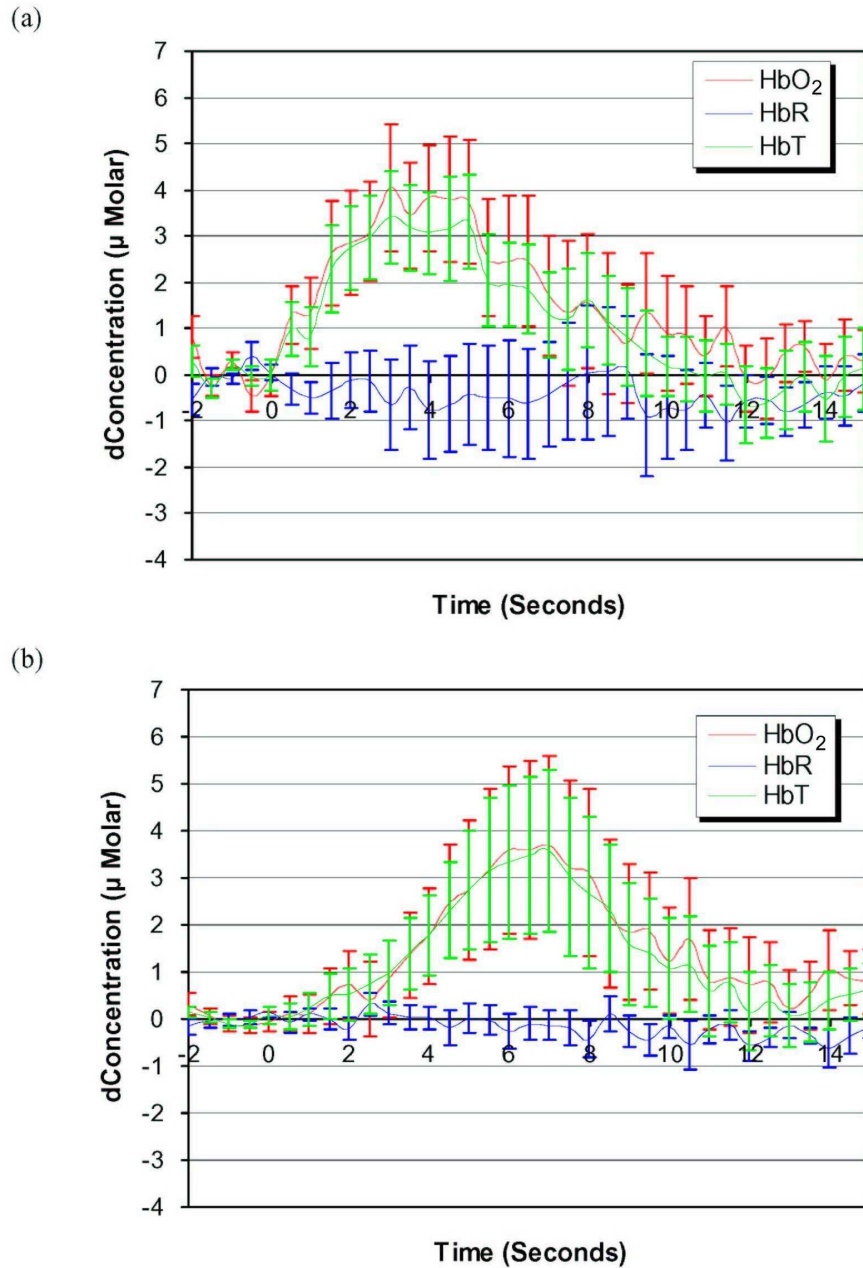 (a)
7
6
5
4
3
2
1
0
-1
-2
-3
-4
-2 0 2 4 6 8 10 12 14
dConcentration (μ Molar)
Time (Seconds)
HbO₂
HbR
HbT
(b)
7
6
5
4
3
2
1
0
-1
-2
-3
-4
-2 0 2 4 6 8 10 12 14
dConcentration (μ Molar)
Time (Seconds)
HbO₂
HbR
HbT